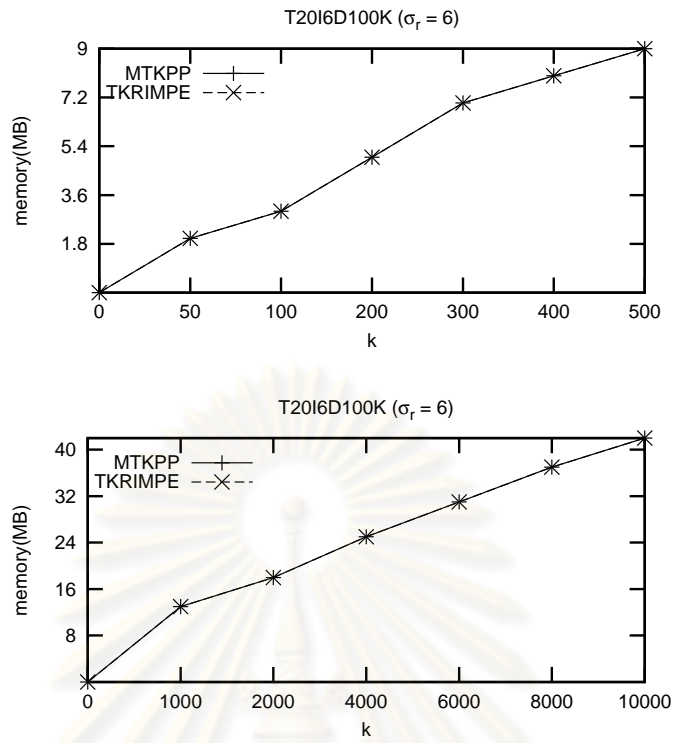 T20I6D100K (σr = 6)
9
7.2
5.4
3.6
1.8
memory(MB)
MTKPP
TKRIMPE
0 50 100 200 300 400 500
k
T20I6D100K (σr = 6)
40
32
24
16
8
memory(MB)
MTKPP
TKRIMPE
0 1000 2000 4000 6000 8000 10000
k